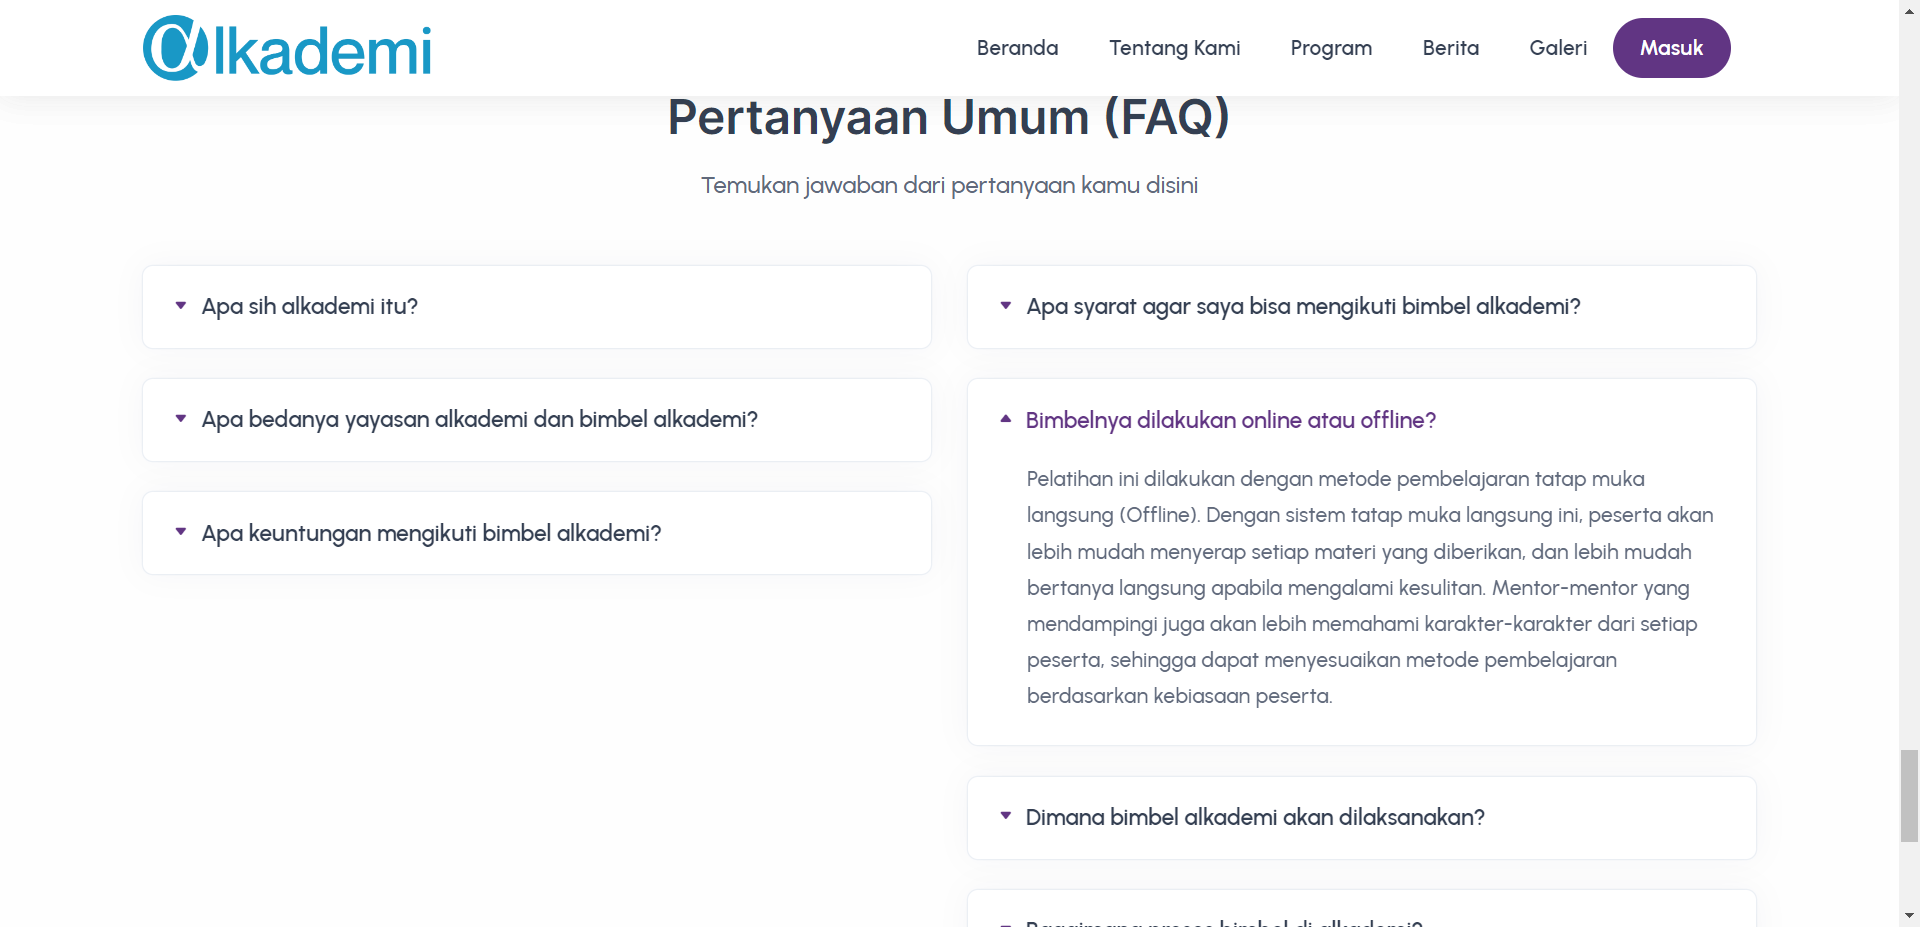 @lkademi
Beranda
Tentang Kami
Program
Berita
Galeri
Masuk
Pertanyaan Umum (FAQ)
Temukan jawaban dari pertanyaan kamu disini
Apa sih alkademi itu?
Apa bedanya yayasan alkademi dan bimbel alkademi?
Apa keuntungan mengikuti bimbel alkademi?
Apa syarat agar saya bisa mengikuti bimbel alkademi?
Bimbelnya dilakukan online atau offline?
Pelatihan ini dilakukan dengan metode pembelajaran tatap muka
langsung (Offline). Dengan sistem tatap muka langsung ini, peserta akan
lebih mudah menyerap setiap materi yang diberikan, dan lebih mudah
bertanya langsung apabila mengalami kesulitan. Mentor-mentor yang
mendampingi juga akan lebih memahami karakter-karakter dari setiap
peserta, sehingga dapat menyesuaikan metode pembelajaran
berdasarkan kebiasaan peserta.
Dimana bimbel alkademi akan dilaksanakan?
Bagaimana proses bimbel di alkademi?